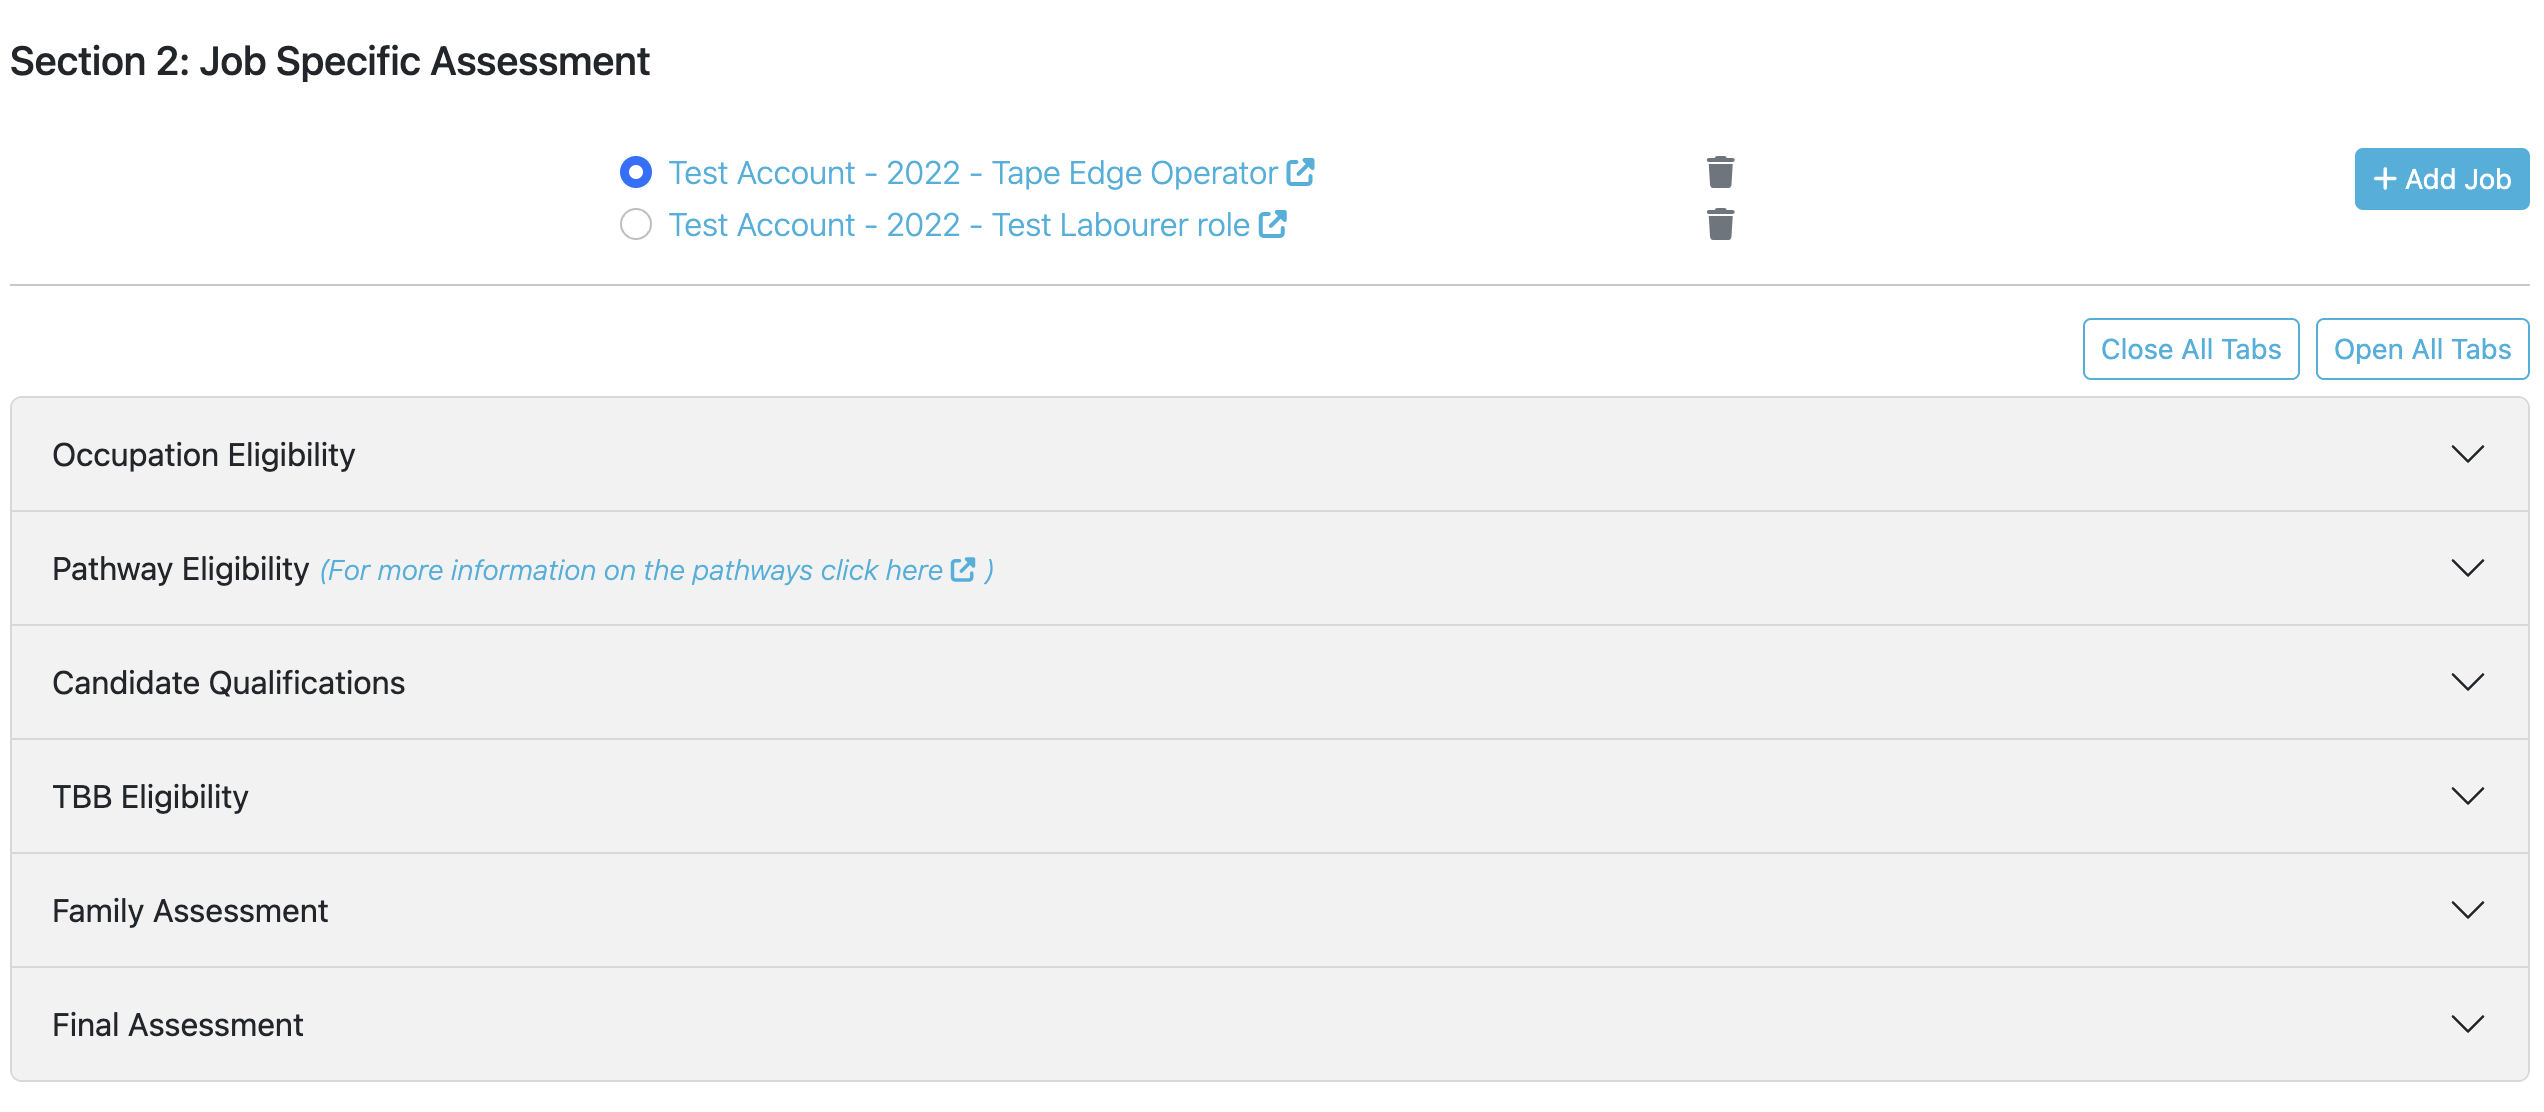 Section 2: Job Specific Assessment
Test Account - 2022 - Tape Edge Operator
Test Account - 2022 - Test Labourer role
+ Add Job
Close All Tabs
Open All Tabs
Occupation Eligibility
Pathway Eligibility (For more information on the pathways click here )
Candidate Qualifications
TBB Eligibility
Family Assessment
Final Assessment